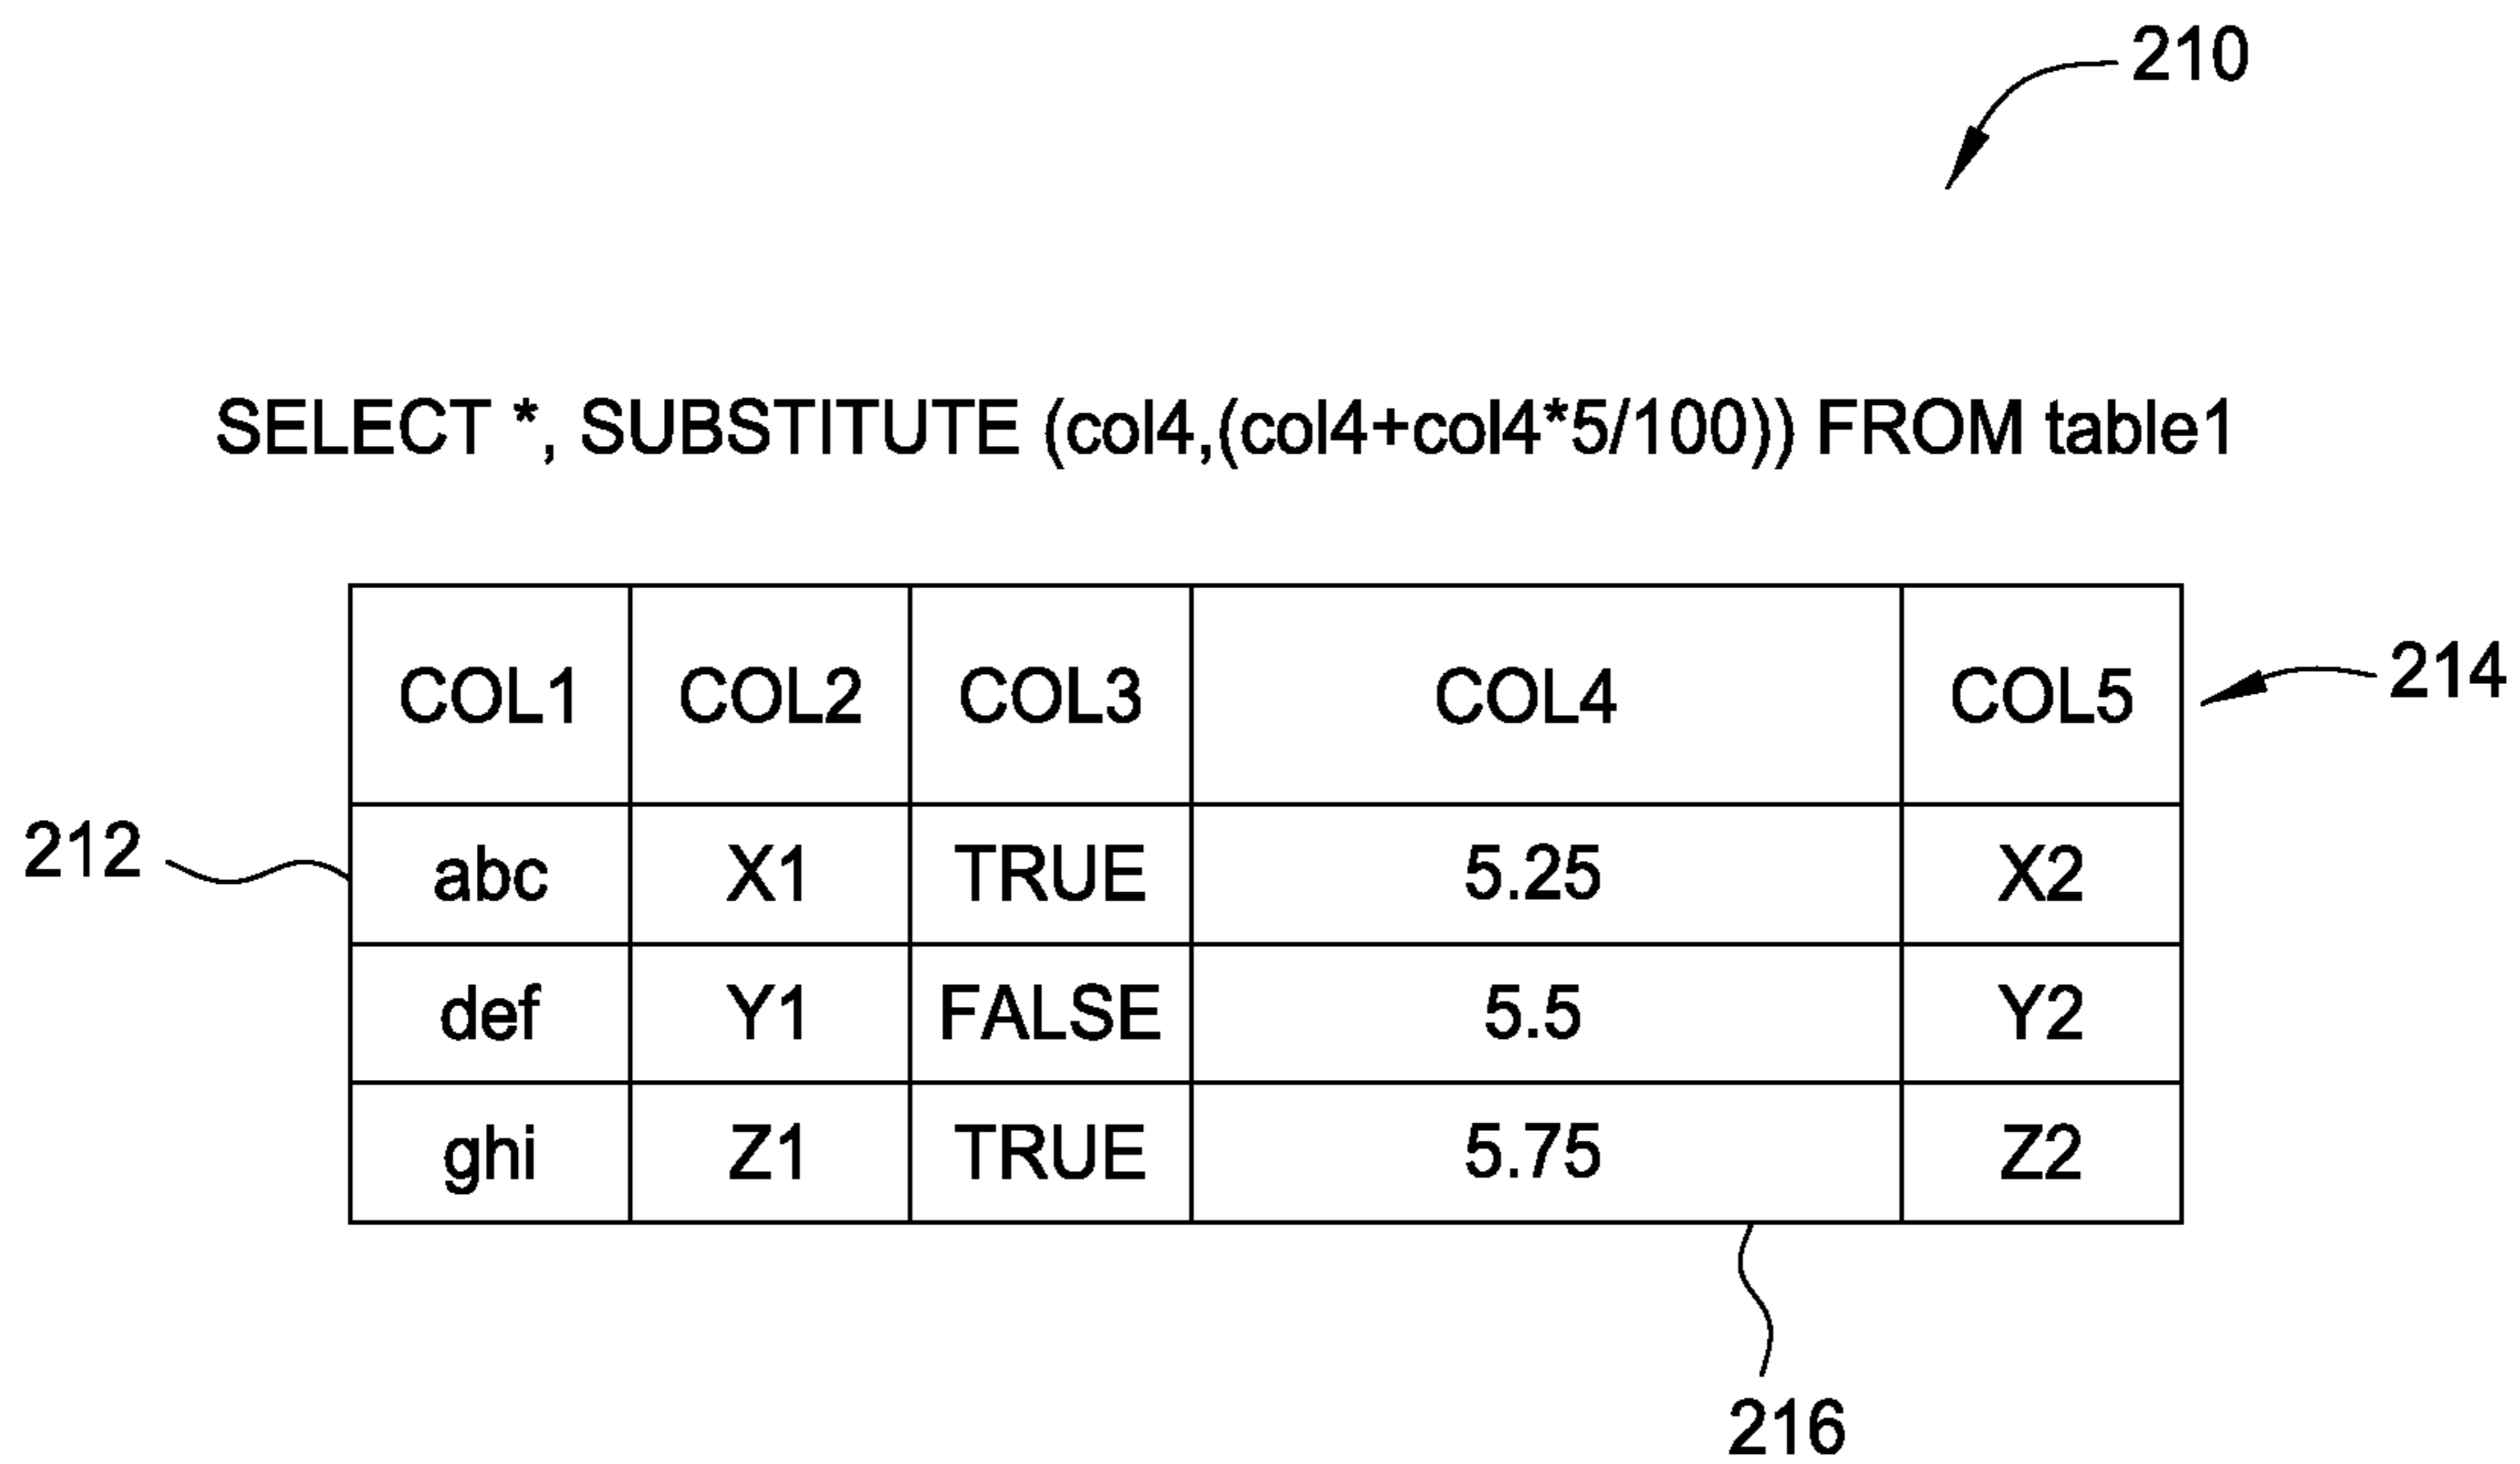 210
SELECT *, SUBSTITUTE (col4,(col4+col4*5/100)) FROM table1
COL1 COL2 COL3 COL4 COL5
214
212
abc X1 TRUE 5.25 X2
def Y1 FALSE 5.5 Y2
ghi Z1 TRUE 5.75 Z2
216